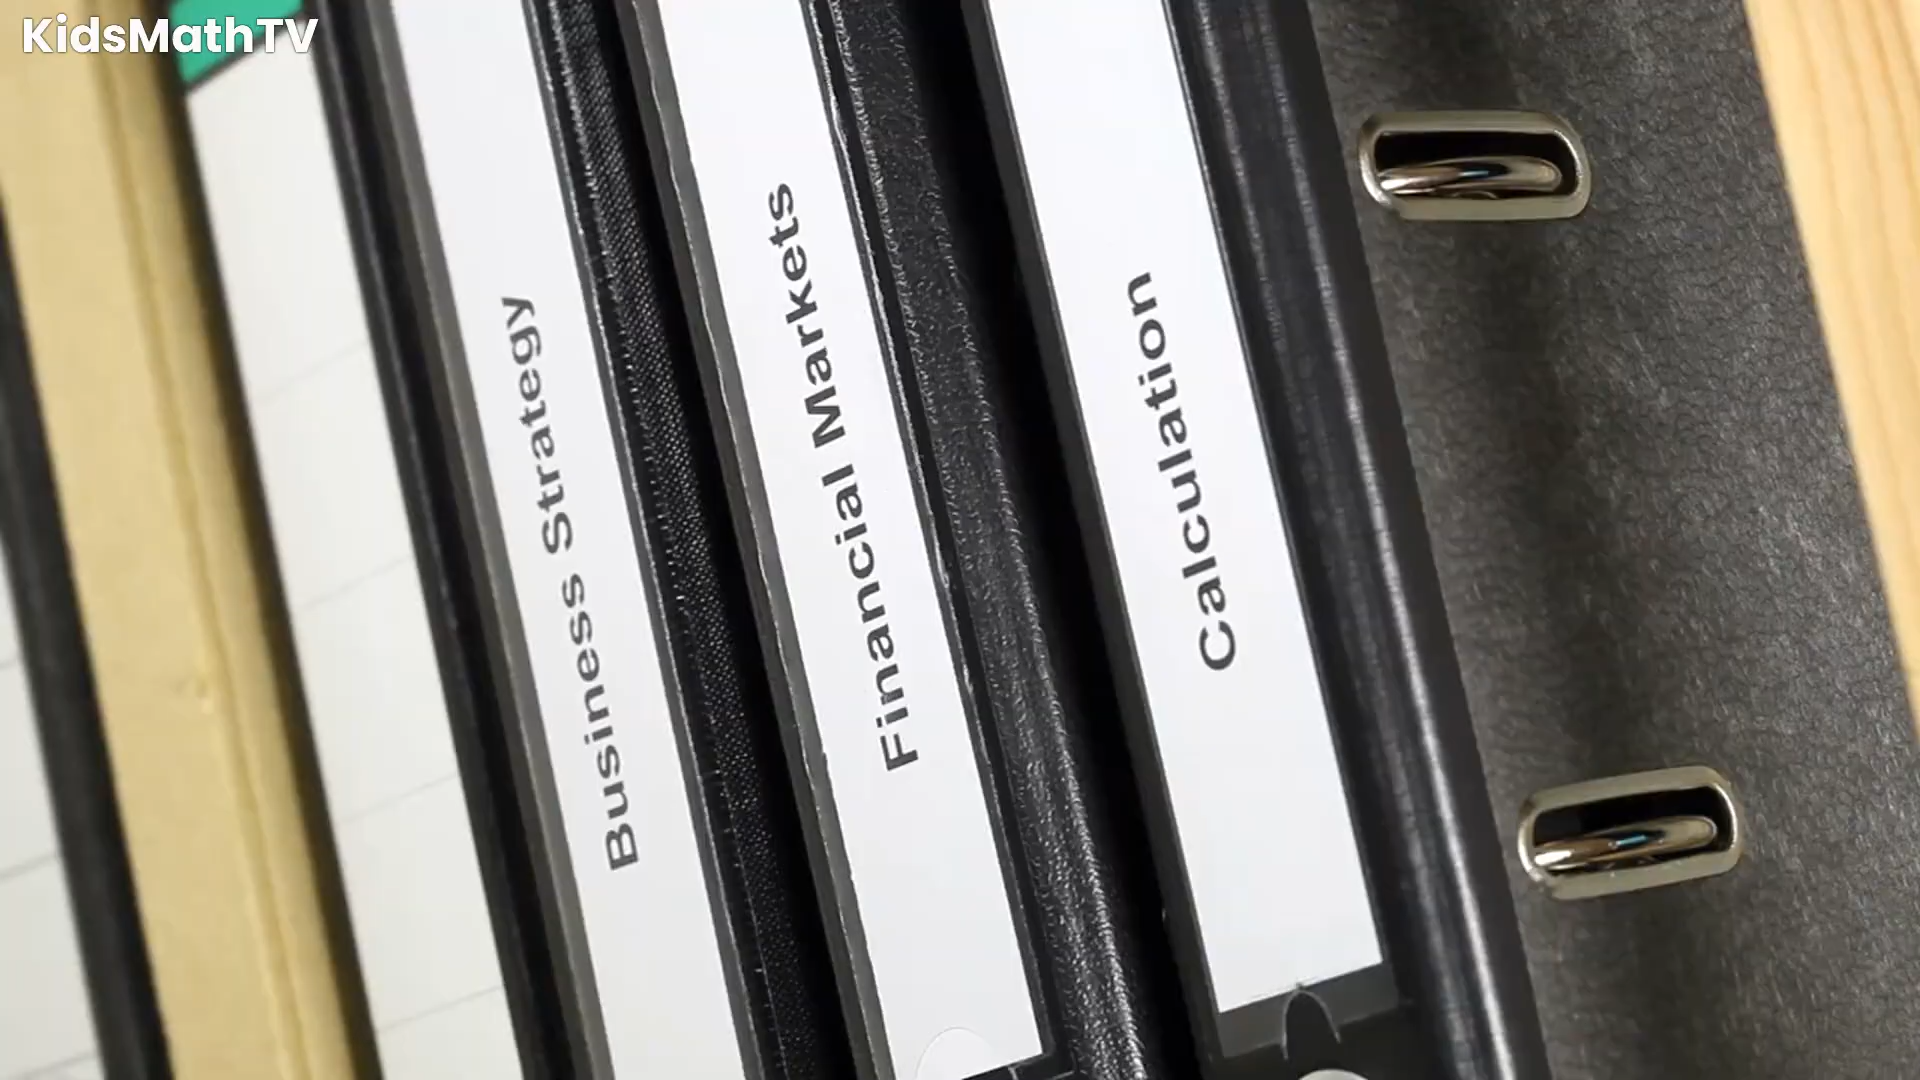 KidsMathTV
Business Strategy
Financial Markets
Calculation